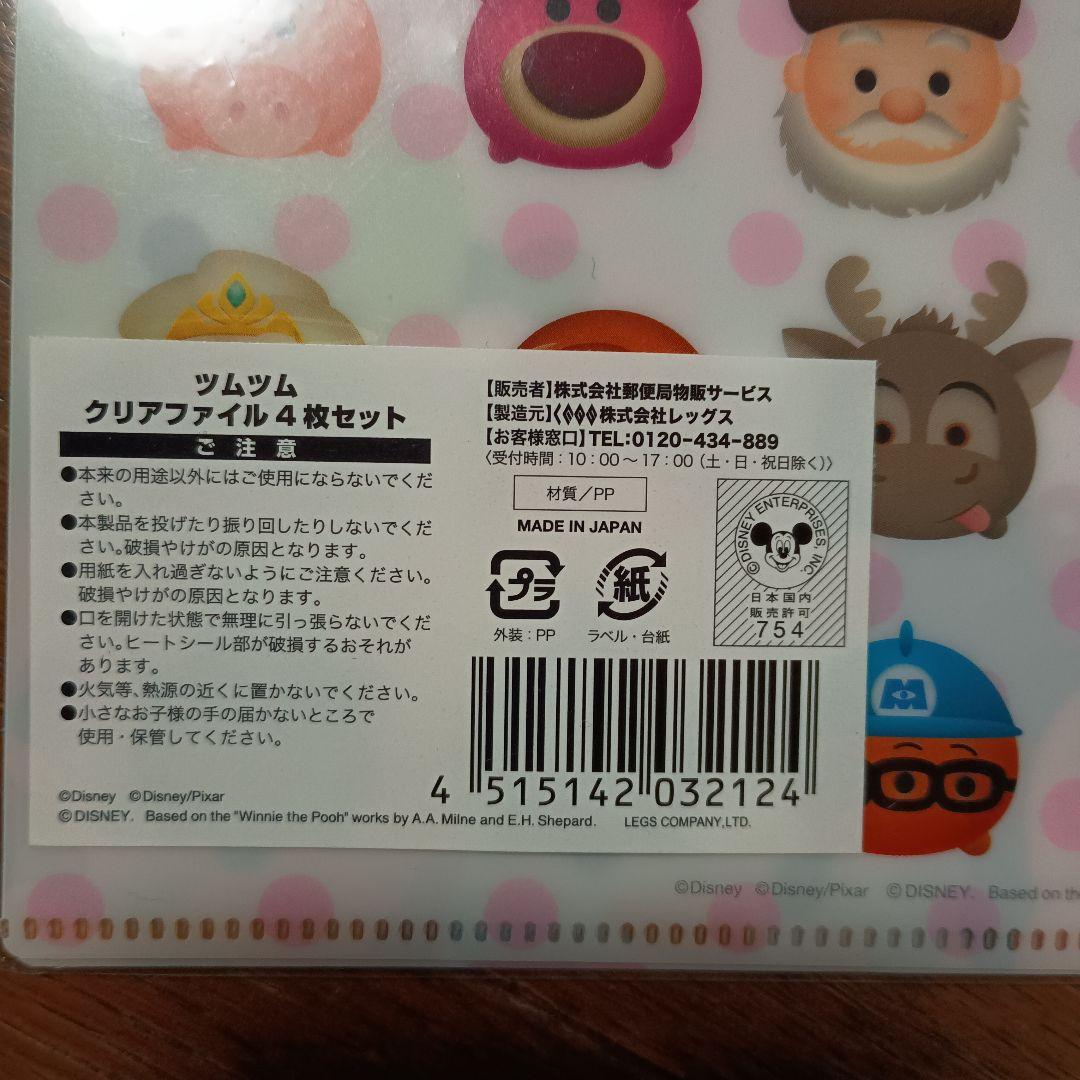 ツムツム
クリアファイル4枚セット
ご注意
●本来の用途以外にはご使用にならないでくだ
さい。
●本製品を投げたり振り回したりしないでくだ
さい。破損やけがの原因となります。
●用紙を入れ過ぎないようにご注意ください。
破損やけがの原因となります。
●口を開けた状態で無理に引っ張らないでくだ
さい。ヒートシール部が破損するおそれが
あります。
●火気等、熱源の近くに置かないでください。
●小さなお子様の手の届かないところで
使用・保管してください。
【販売者】株式会社郵便局物販サービス
【製造元】株式会社レッグス
【お客様窓口】TEL:0120-434-889
〈受付時間：10：00～17：00（土・日・祝日除く）〉
材質／PP
MADE IN JAPAN
プラ
外装：PP
紙
ラベル・台紙
©DISNEY ENTERPRISES, INC.
日本国内
販売許可
754
4 515142 032124
©Disney ©Disney/Pixar
©DISNEY. Based on the "Winnie the Pooh" works by A.A. Milne and E.H. Shepard. LEGS COMPANY,LTD.
M
©Disney ©Disney/Pixar ©DISNEY. Based on the